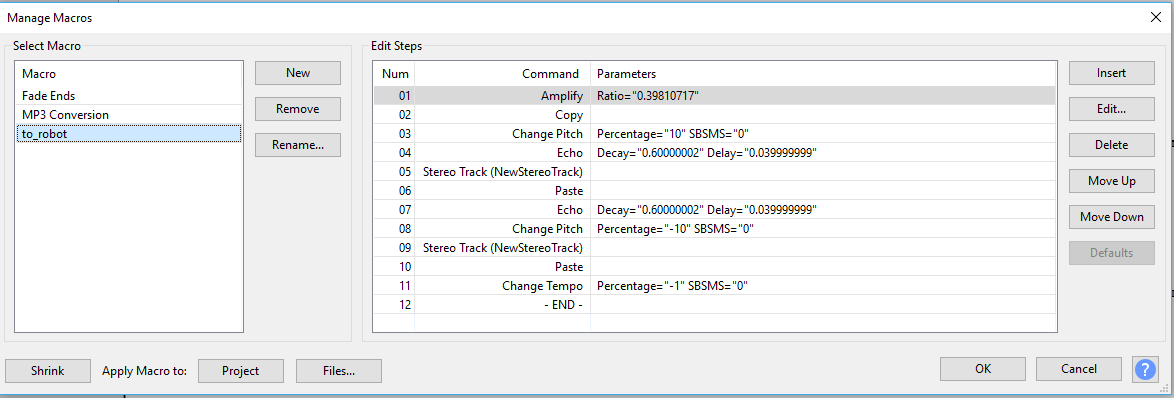 Manage Macros
Select Macro
Macro
Fade Ends
MP3 Conversion
to_robot
New
Remove
Rename...
Edit Steps
Num Command Parameters
01 Amplify Ratio="0.39810717"
02 Copy
03 Change Pitch Percentage="10" SBSMS="0"
04 Echo Decay="0.60000002" Delay="0.039999999"
05 Stereo Track (NewStereoTrack)
06 Paste
07 Echo Decay="0.60000002" Delay="0.039999999"
08 Change Pitch Percentage="-10" SBSMS="0"
09 Stereo Track (NewStereoTrack)
10 Paste
11 Change Tempo Percentage="-1" SBSMS="0"
12 - END -
Insert
Edit...
Delete
Move Up
Move Down
Defaults
Shrink Apply Macro to: Project Files... OK Cancel ?